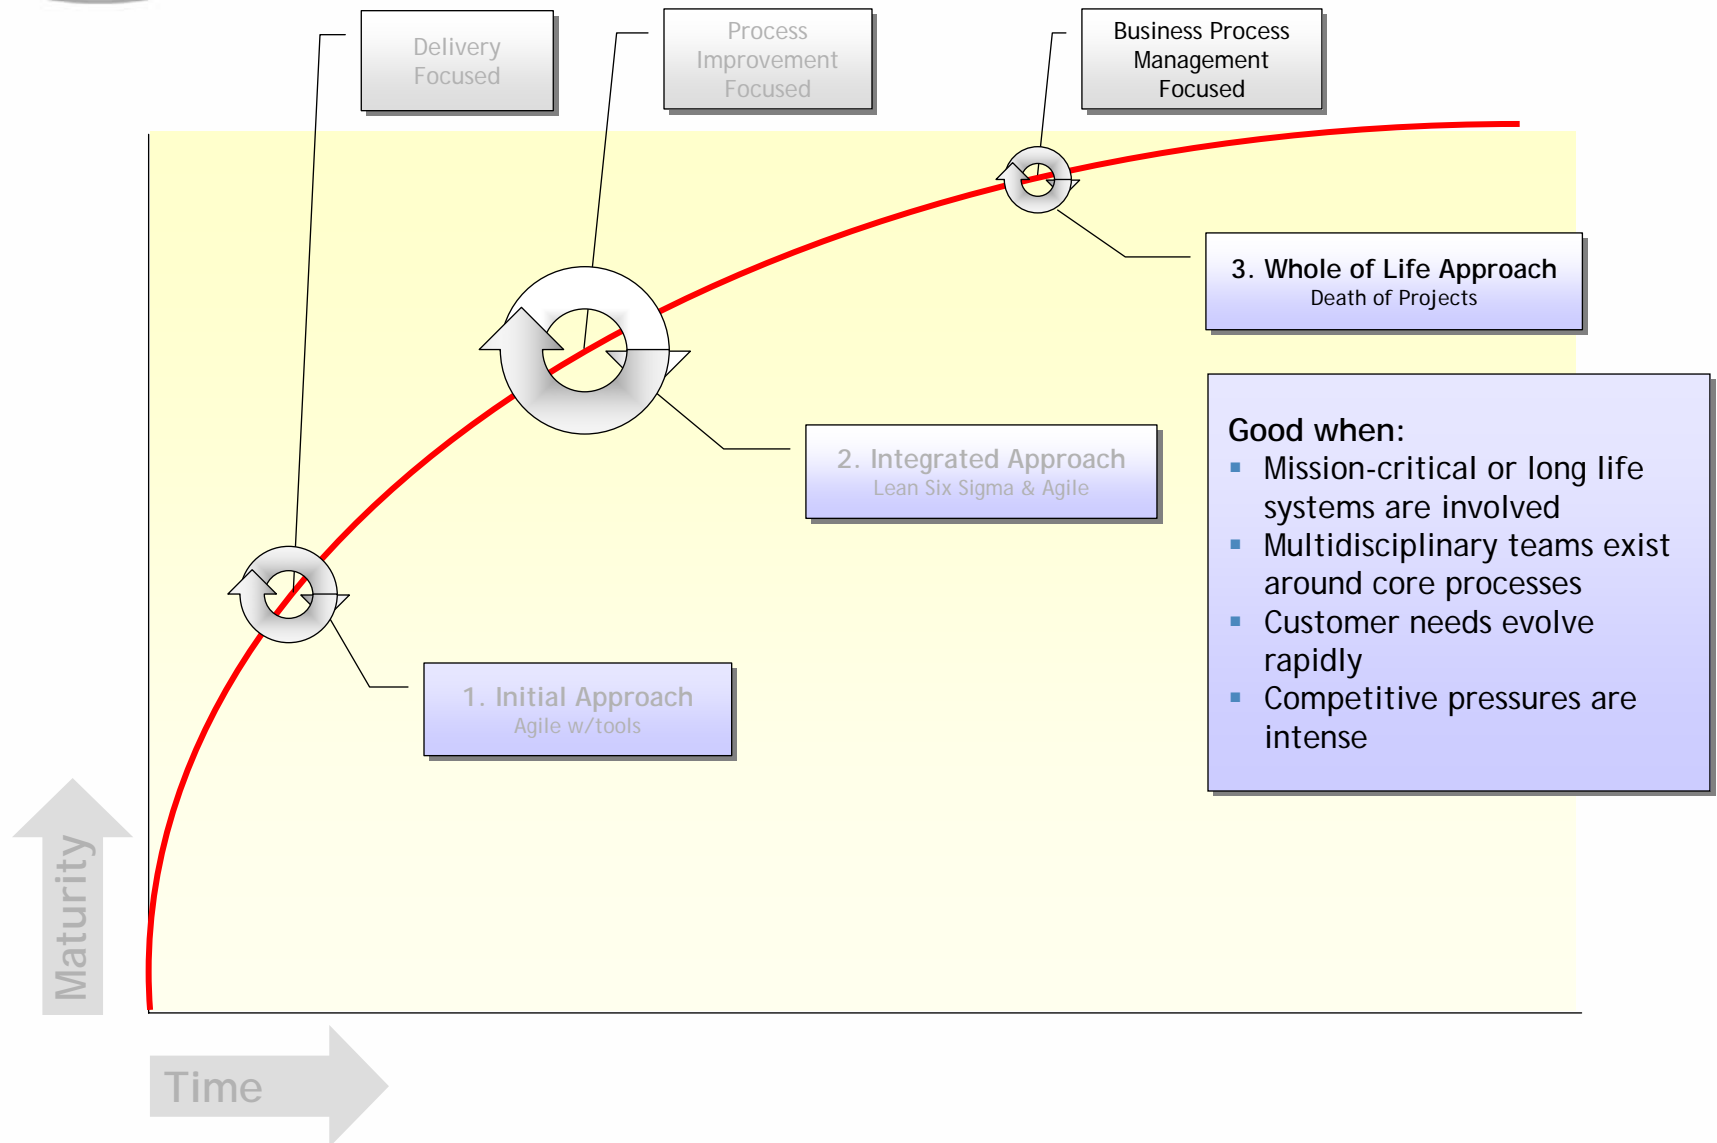 Delivery
Focused
Process
Improvement
Focused
Business Process
Management
Focused
3. Whole of Life Approach
Death of Projects
2. Integrated Approach
Lean Six Sigma & Agile
1. Initial Approach
Agile w/tools
Good when:
▪ Mission-critical or long life
systems are involved
▪ Multidisciplinary teams exist
around core processes
▪ Customer needs evolve
rapidly
▪ Competitive pressures are
intense
Maturity
Time